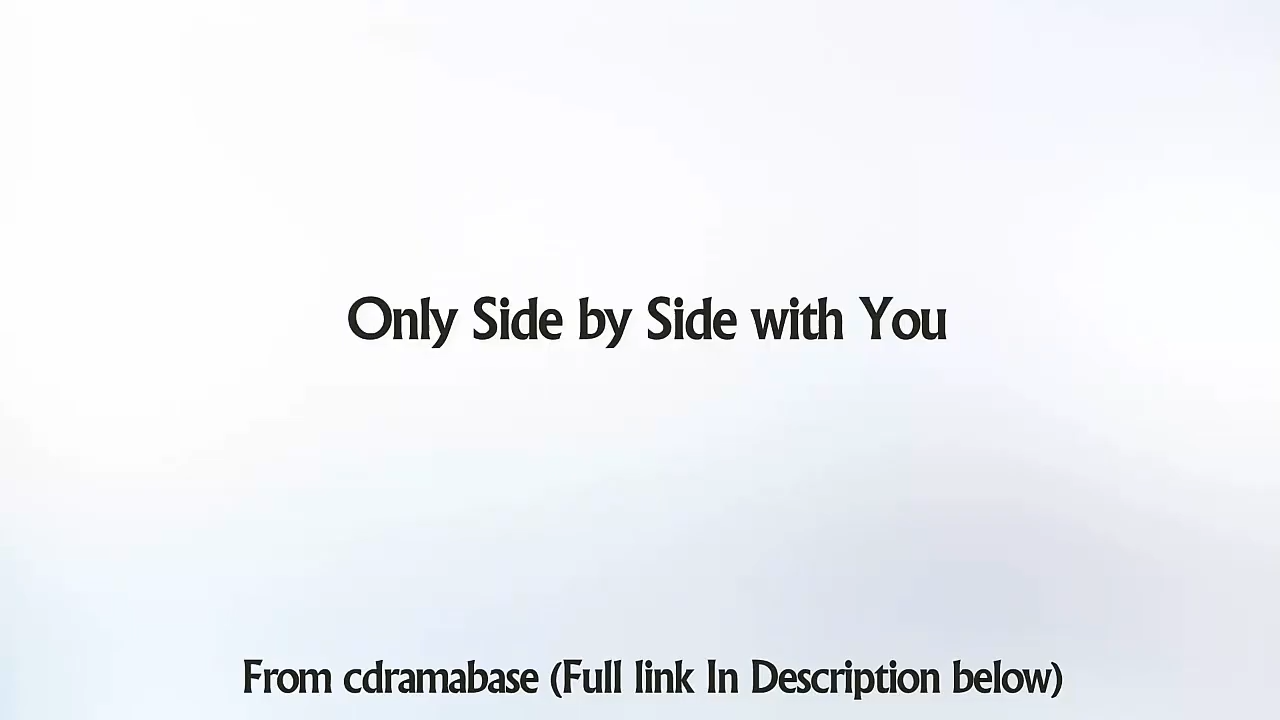 Only Side by Side with You
From cdramabase (Full link In Description below)